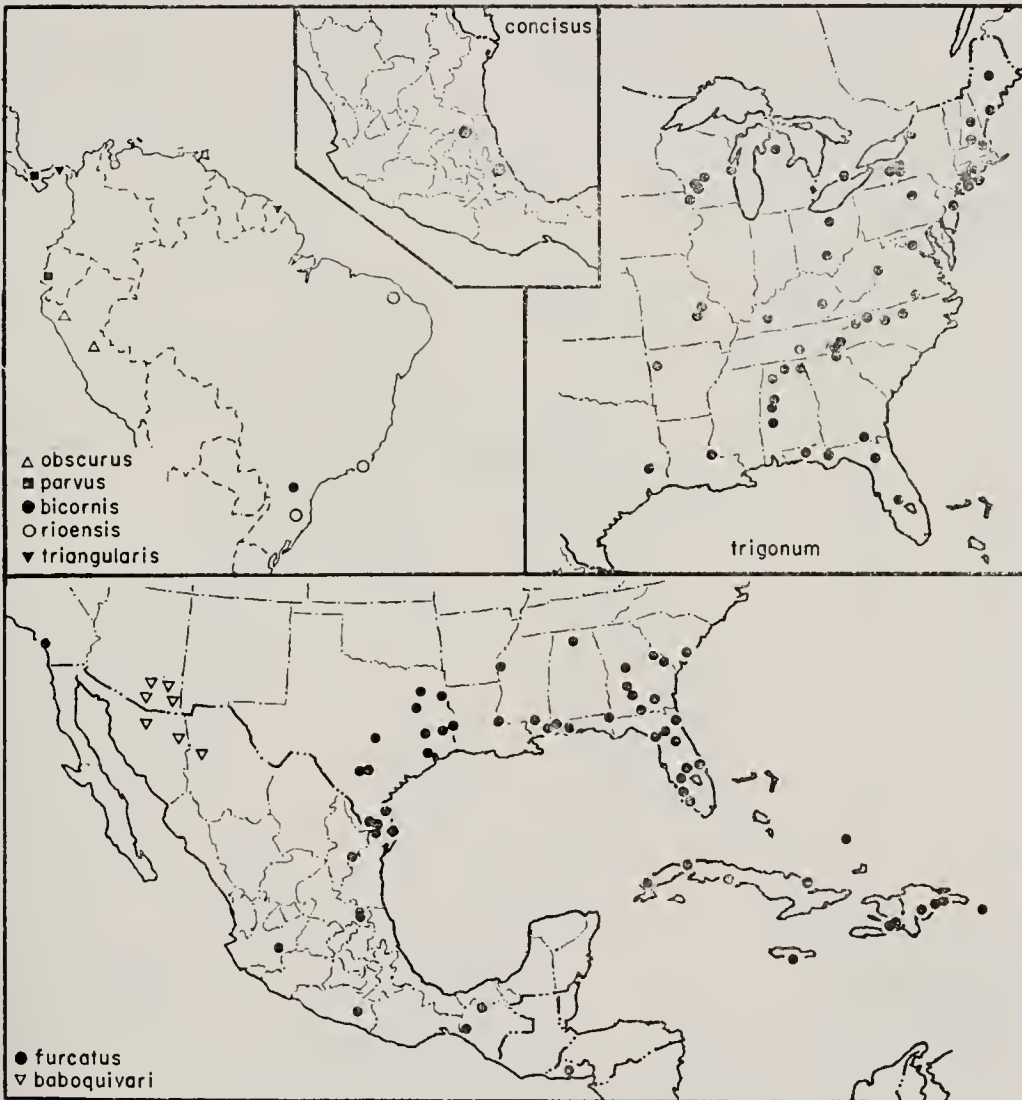 concisus
△ obscurus
■ parvus
● bicornis
○ rioensis
▼ triangularis
trigonum
● furcatus
▽ baboquivari